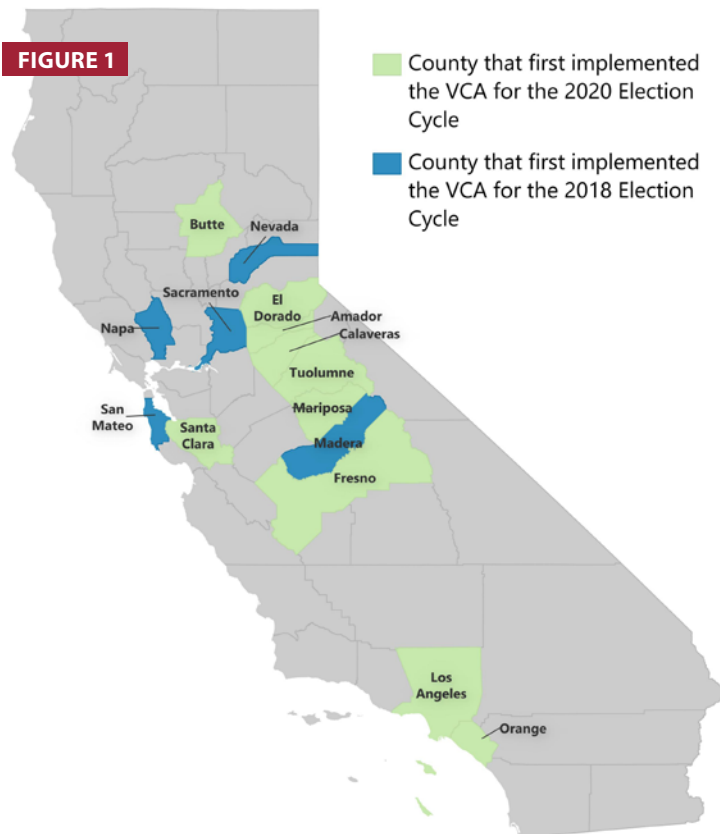 FIGURE 1
County that first implemented
the VCA for the 2020 Election
Cycle
County that first implemented
the VCA for the 2018 Election
Cycle
Butte
Nevada
Sacramento
El
Dorado
Amador
Napa
Calaveras
Tuolumne
San
Mateo
Mariposa
Santa
Clara
Madera
Fresno
Los
Angeles
Orange